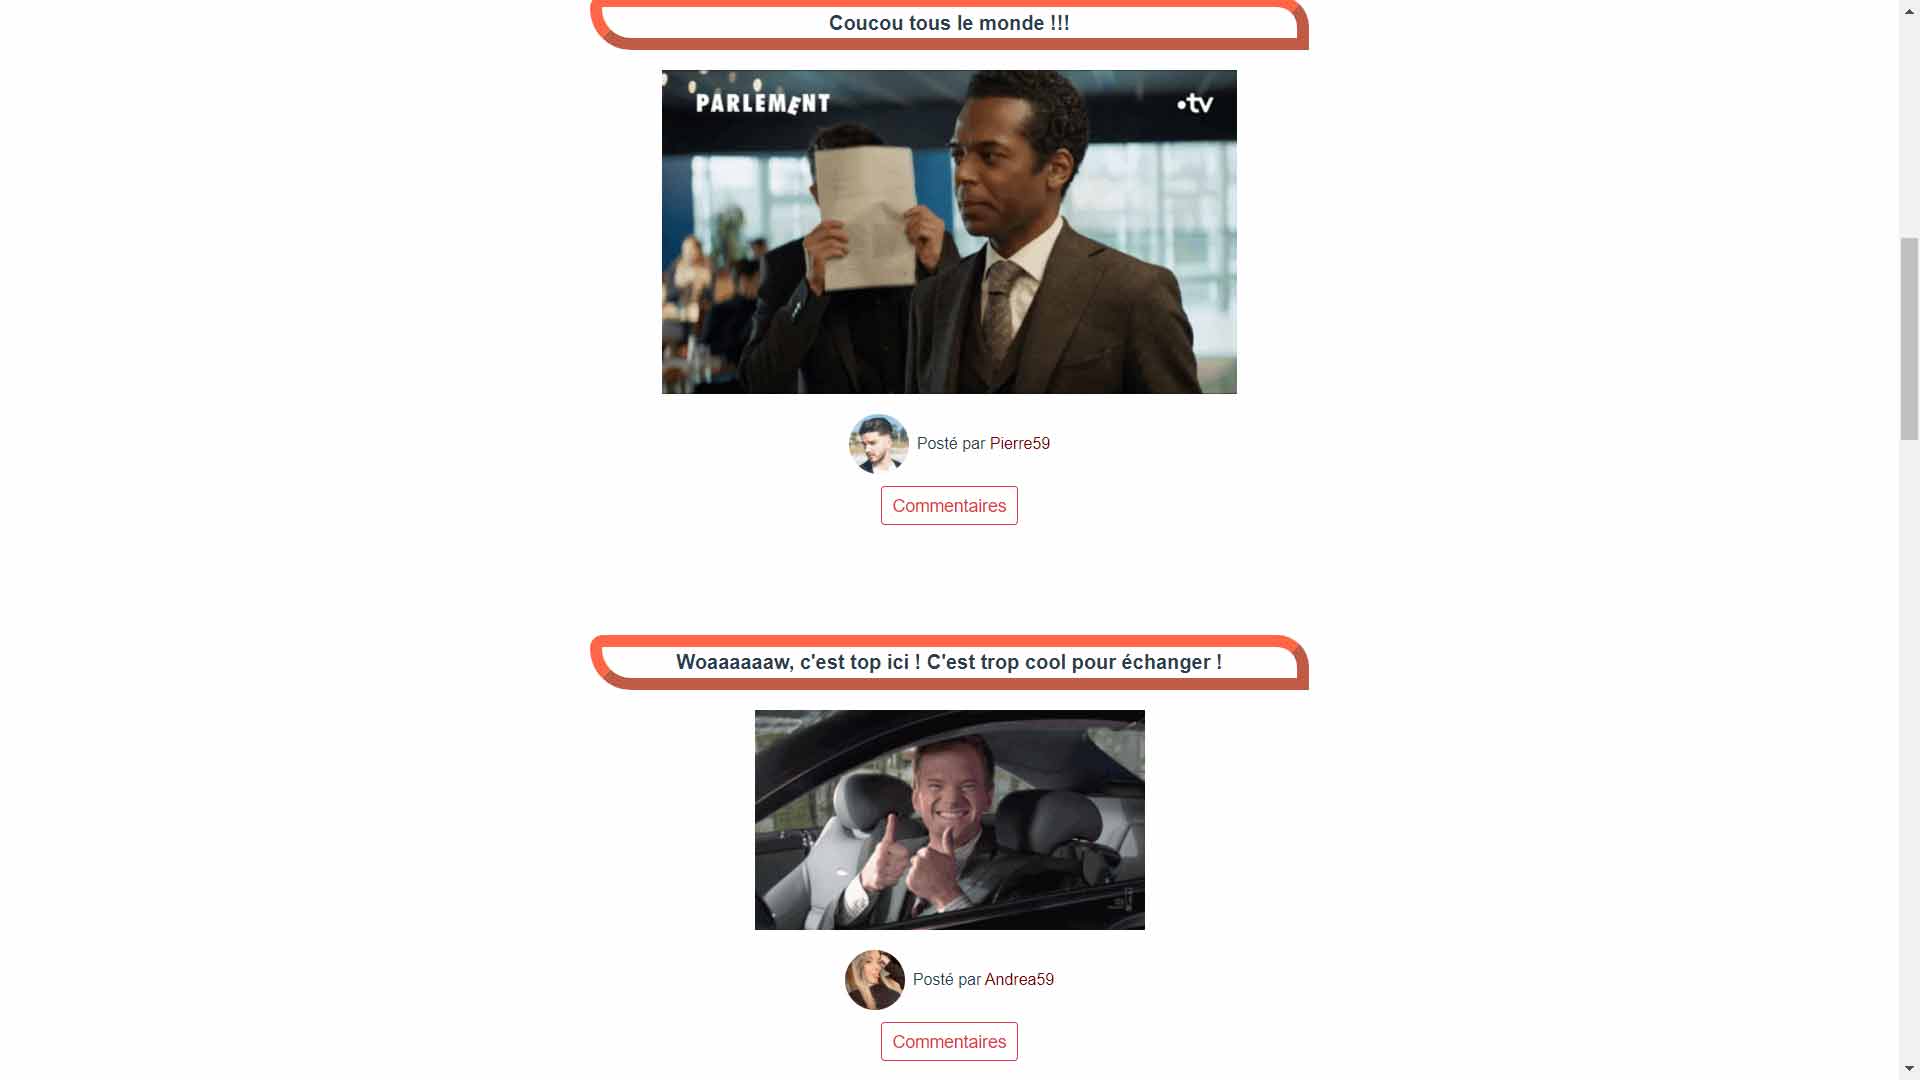 Coucou tous le monde !!!
PARLEMENT
•tv
Posté par Pierre59
Commentaires
Woaaaaaaw, c'est top ici ! C'est trop cool pour échanger !
Posté par Andrea59
Commentaires